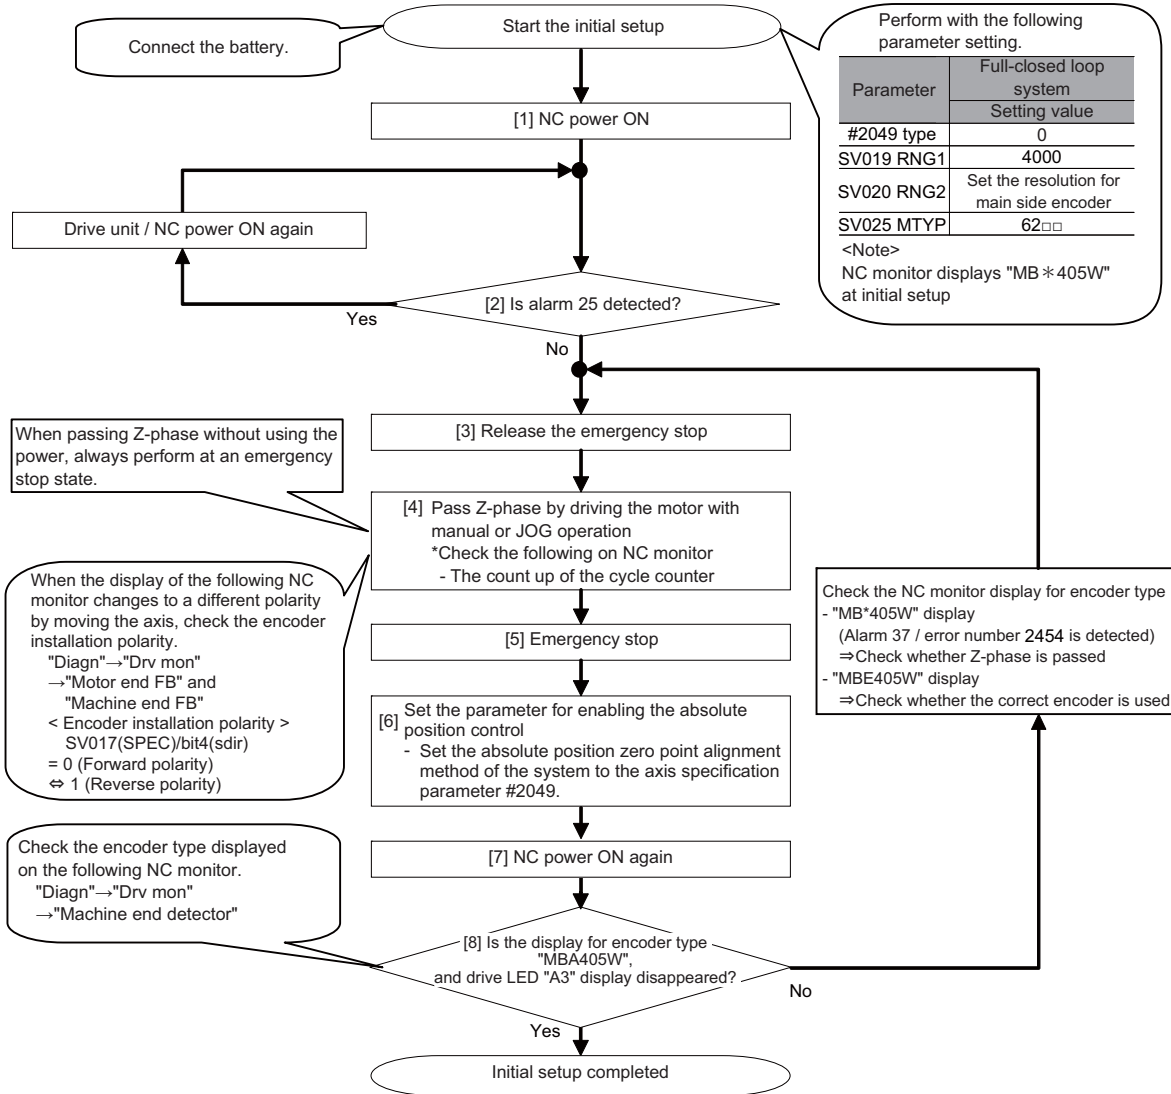 Connect the battery.
Start the initial setup
Perform with the following
parameter setting.
Parameter
Full-closed loop
system
Setting value
#2049 type 0
SV019 RNG1 4000
SV020 RNG2
Set the resolution for
main side encoder
SV025 MTYP 62□□
<Note>
NC monitor displays "MB＊405W"
at initial setup
[1] NC power ON
Drive unit / NC power ON again
[2] Is alarm 25 detected?
Yes
No
[3] Release the emergency stop
When passing Z-phase without using the
power, always perform at an emergency
stop state.
[4] Pass Z-phase by driving the motor with
manual or JOG operation
*Check the following on NC monitor
- The count up of the cycle counter
When the display of the following NC
monitor changes to a different polarity
by moving the axis, check the encoder
installation polarity.
"Diagn"→"Drv mon"
→"Motor end FB" and
"Machine end FB"
< Encoder installation polarity >
SV017(SPEC)/bit4(sdir)
= 0 (Forward polarity)
⇔ 1 (Reverse polarity)
Check the NC monitor display for encoder type
- "MB*405W" display
(Alarm 37 / error number 2454 is detected)
⇒Check whether Z-phase is passed
- "MBE405W" display
⇒Check whether the correct encoder is used
[5] Emergency stop
[6] Set the parameter for enabling the absolute
position control
- Set the absolute position zero point alignment
method of the system to the axis specification
parameter #2049.
[7] NC power ON again
Check the encoder type displayed
on the following NC monitor.
"Diagn"→"Drv mon"
→"Machine end detector"
[8] Is the display for encoder type
"MBA405W",
and drive LED "A3" display disappeared?
No
Yes
Initial setup completed